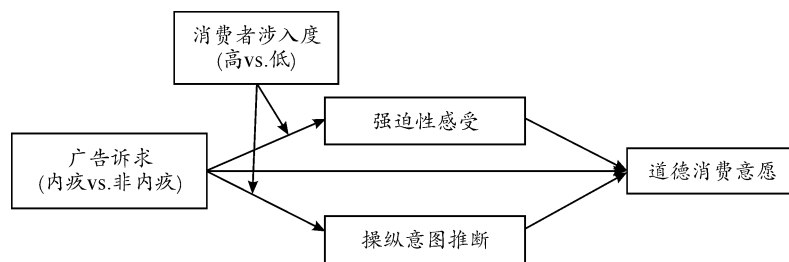 消费者涉入度
(高vs.低)
强迫性感受
广告诉求
(内疚vs.非内疚)
道德消费意愿
操纵意图推断